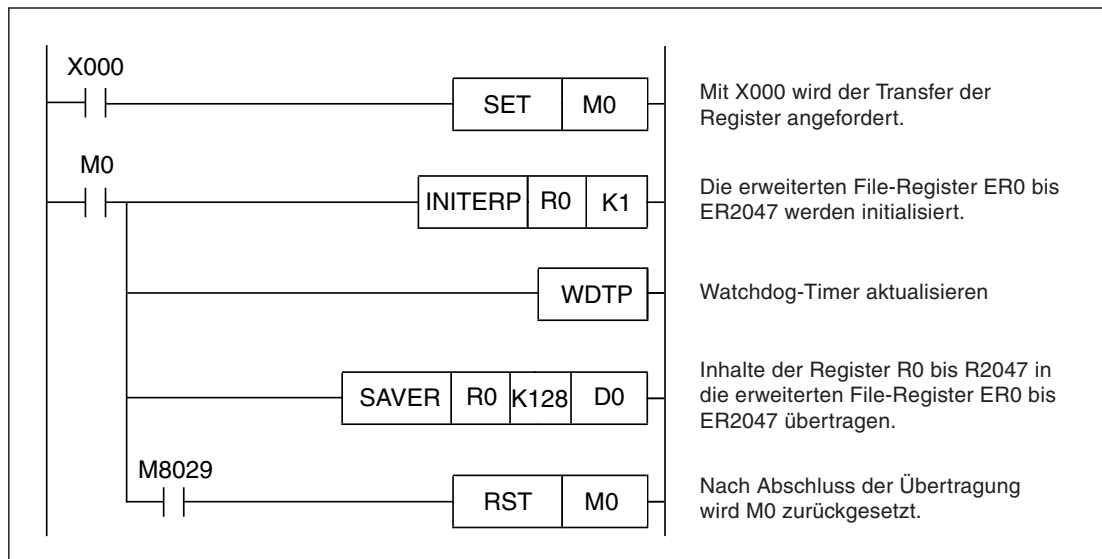 X000
SET M0
Mit X000 wird der Transfer der
Register angefordert.
M0
INITERP R0 K1
Die erweiterten File-Register ER0 bis
ER2047 werden initialisiert.
WDTP
Watchdog-Timer aktualisieren
SAVER R0 K128 D0
Inhalte der Register R0 bis R2047 in
die erweiterten File-Register ER0 bis
ER2047 übertragen.
M8029
RST M0
Nach Abschluss der Übertragung
wird M0 zurückgesetzt.